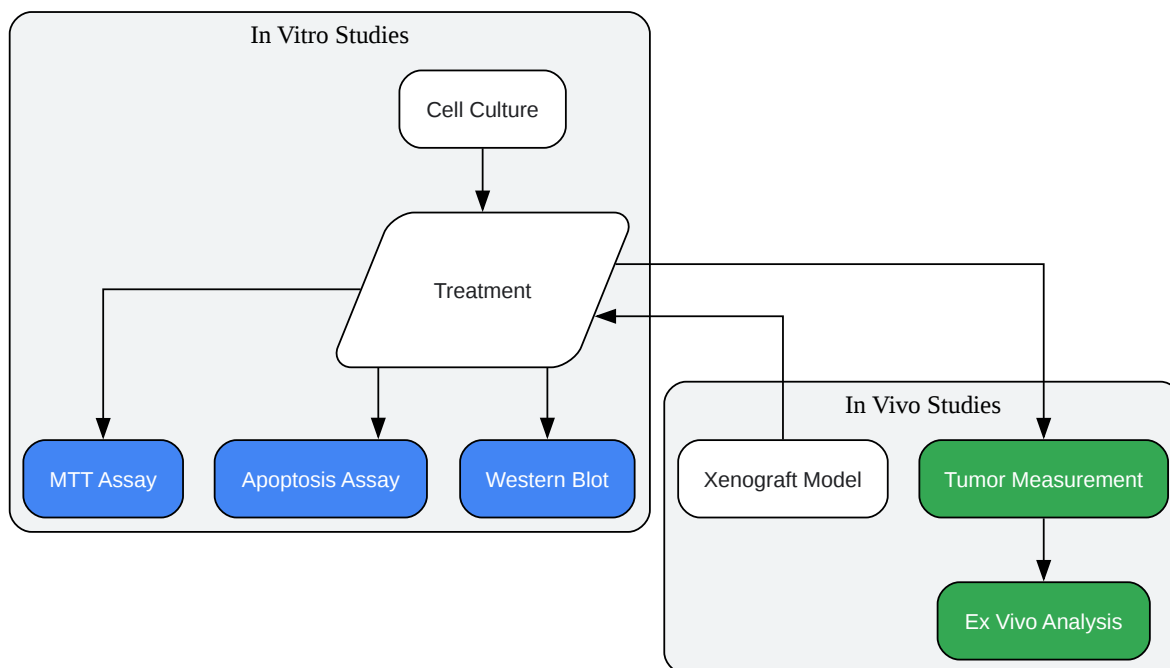 In Vitro Studies
Cell Culture
Treatment
MTT Assay
Apoptosis Assay
Western Blot
In Vivo Studies
Xenograft Model
Tumor Measurement
Ex Vivo Analysis